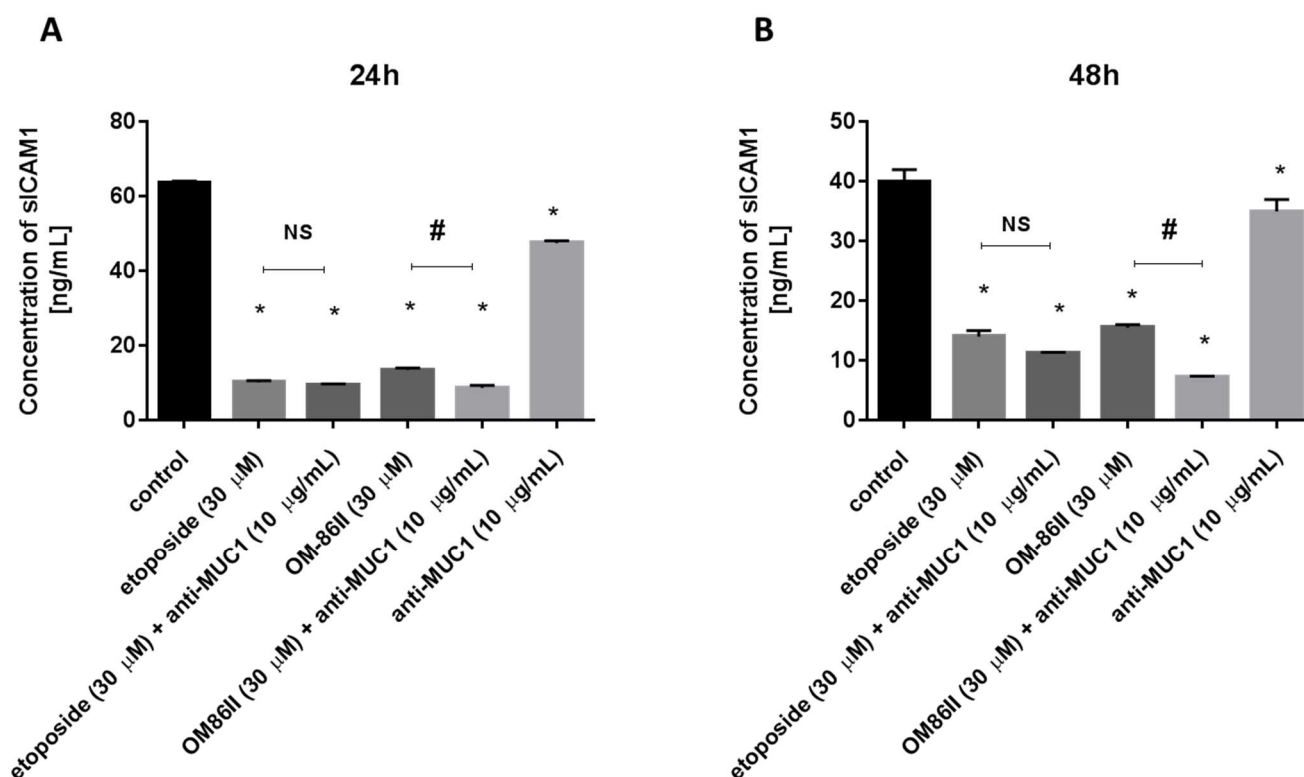 A
24h
Concentration of sICAM1
[ng/mL]
80
60
40
20
0
NS
#
*
*
*
*
*
control
etoposide (30 μM)
etoposide (30 μM) + anti-MUC1 (10 μg/mL)
OM-86II (30 μM)
OM86II (30 μM) + anti-MUC1 (10 μg/mL)
anti-MUC1 (10 μg/mL)
B
48h
Concentration of sICAM1
[ng/mL]
50
40
30
20
10
0
NS
#
*
*
*
*
*
control
etoposide (30 μM)
etoposide (30 μM) + anti-MUC1 (10 μg/mL)
OM-86II (30 μM)
OM86II (30 μM) + anti-MUC1 (10 μg/mL)
anti-MUC1 (10 μg/mL)